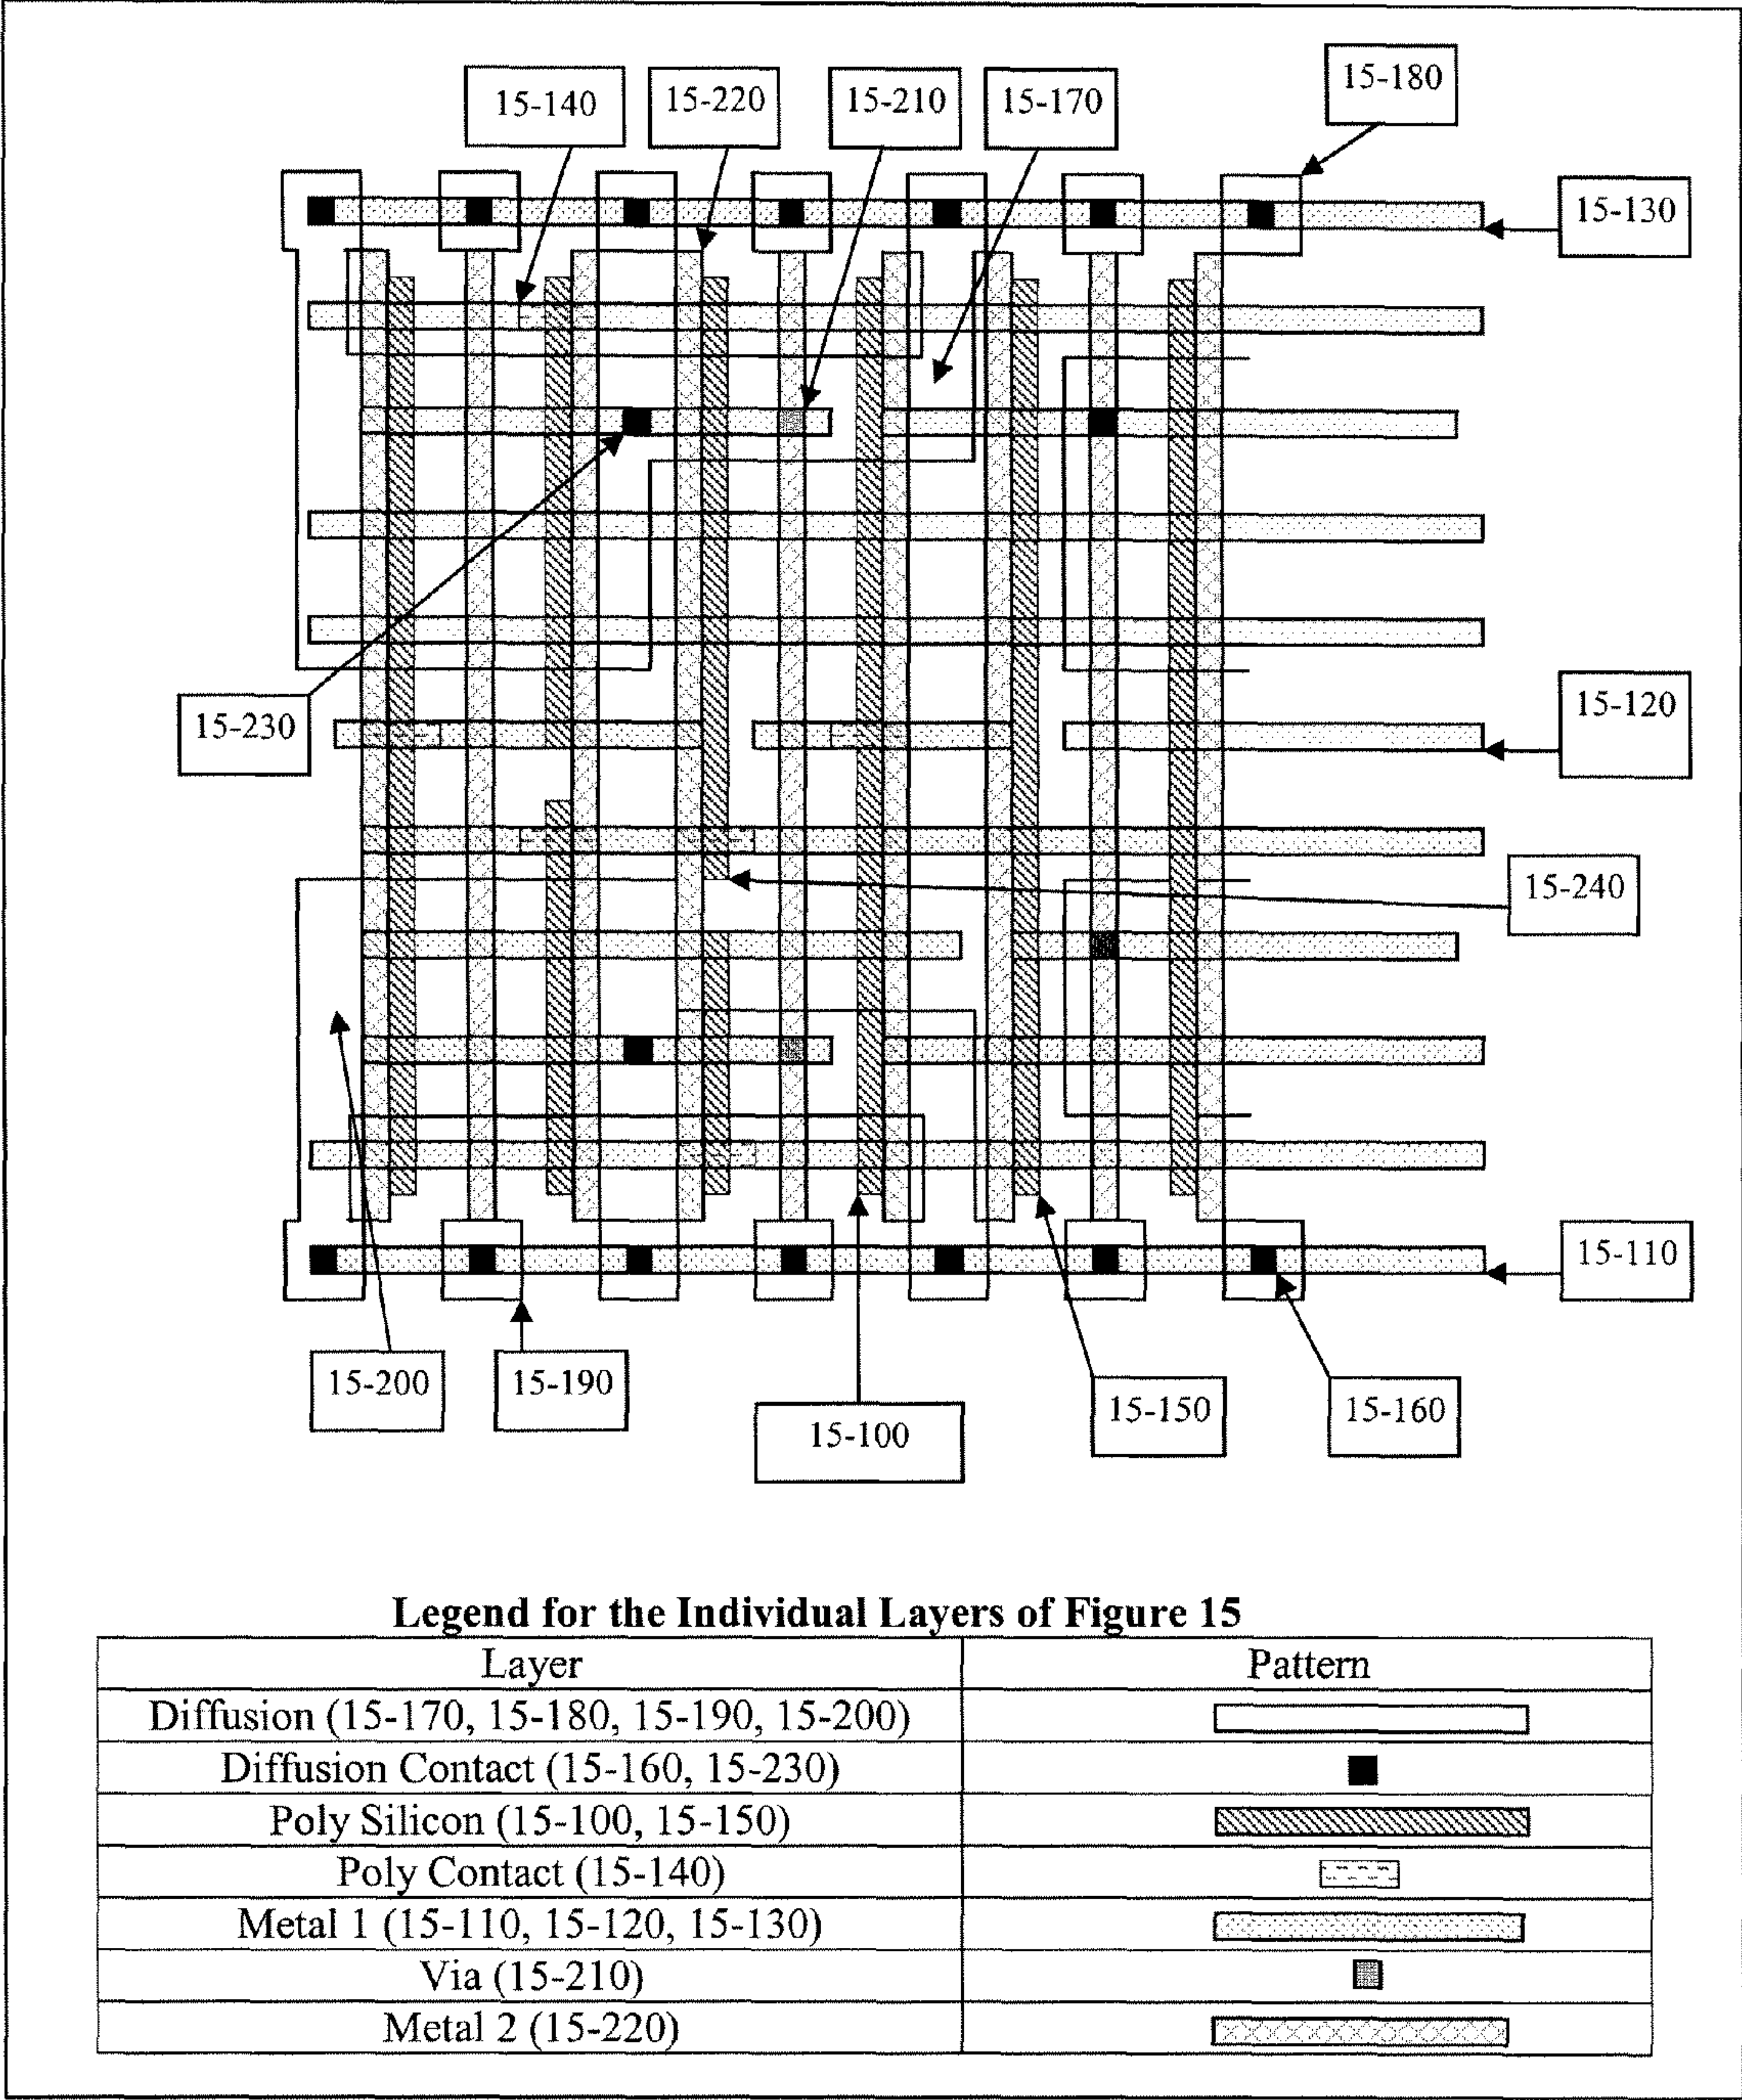 15-180
15-140
15-220
15-210
15-170
15-130
15-230
15-120
15-240
15-110
15-200
15-190
15-100
15-150
15-160
Legend for the Individual Layers of Figure 15
Layer Pattern
Diffusion (15-170, 15-180, 15-190, 15-200)
Diffusion Contact (15-160, 15-230)
Poly Silicon (15-100, 15-150)
Poly Contact (15-140)
Metal 1 (15-110, 15-120, 15-130)
Via (15-210)
Metal 2 (15-220)